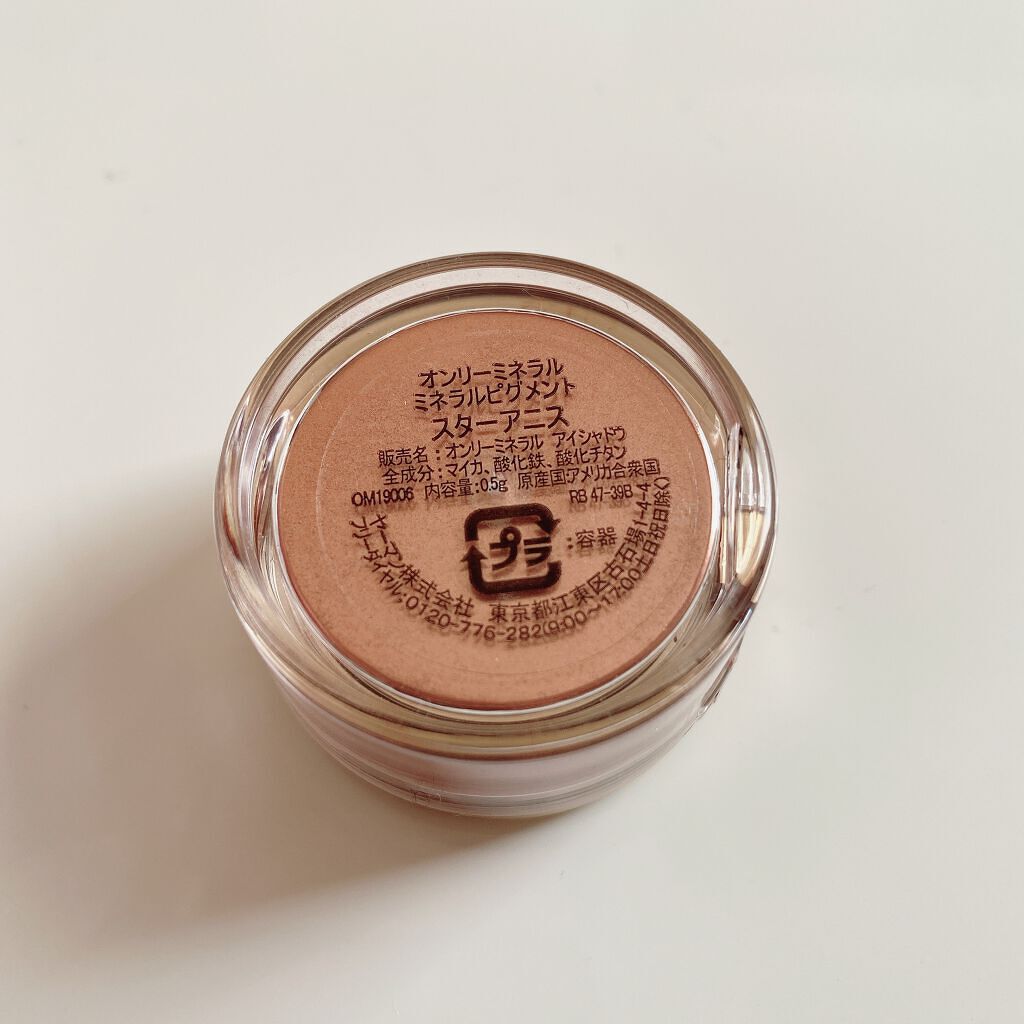 オンリーミネラル
ミネラルピグメント
スターアニス
販売名：オンリーミネラル アイシャドウ
全成分：マイカ、酸化鉄、酸化チタン
OM19006 内容量:0.5g 原産国:アメリカ合衆国
RB 47-39B
プラ
:容器
ヤーマン株式会社 東京都江東区古石場1-4-4
フリーダイヤル:0120-776-282(9:00～17:00土日祝日除く)